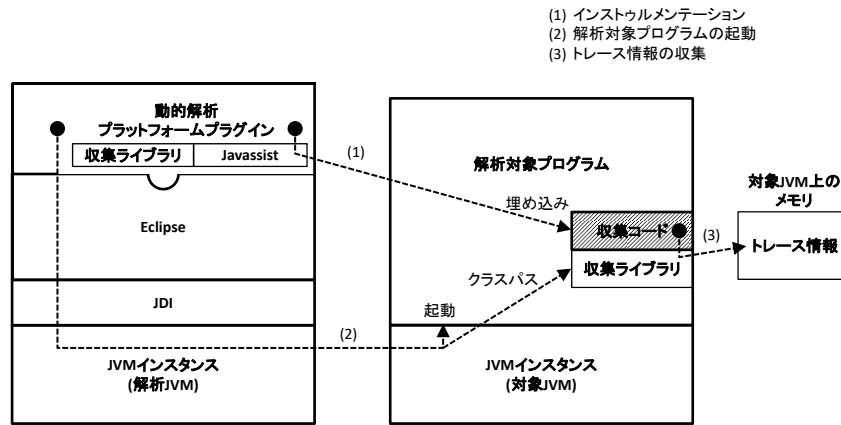 (1) インストゥルメンテーション
(2) 解析対象プログラムの起動
(3) トレース情報の収集
動的解析
プラットフォームプラグイン
収集ライブラリ
Javassist
Eclipse
JDI
JVMインスタンス
(解析JVM)
(1)
(2)
解析対象プログラム
埋め込み
収集コード
収集ライブラリ
クラスパス
起動
JVMインスタンス
(対象JVM)
(3)
対象JVM上の
メモリ
トレース情報